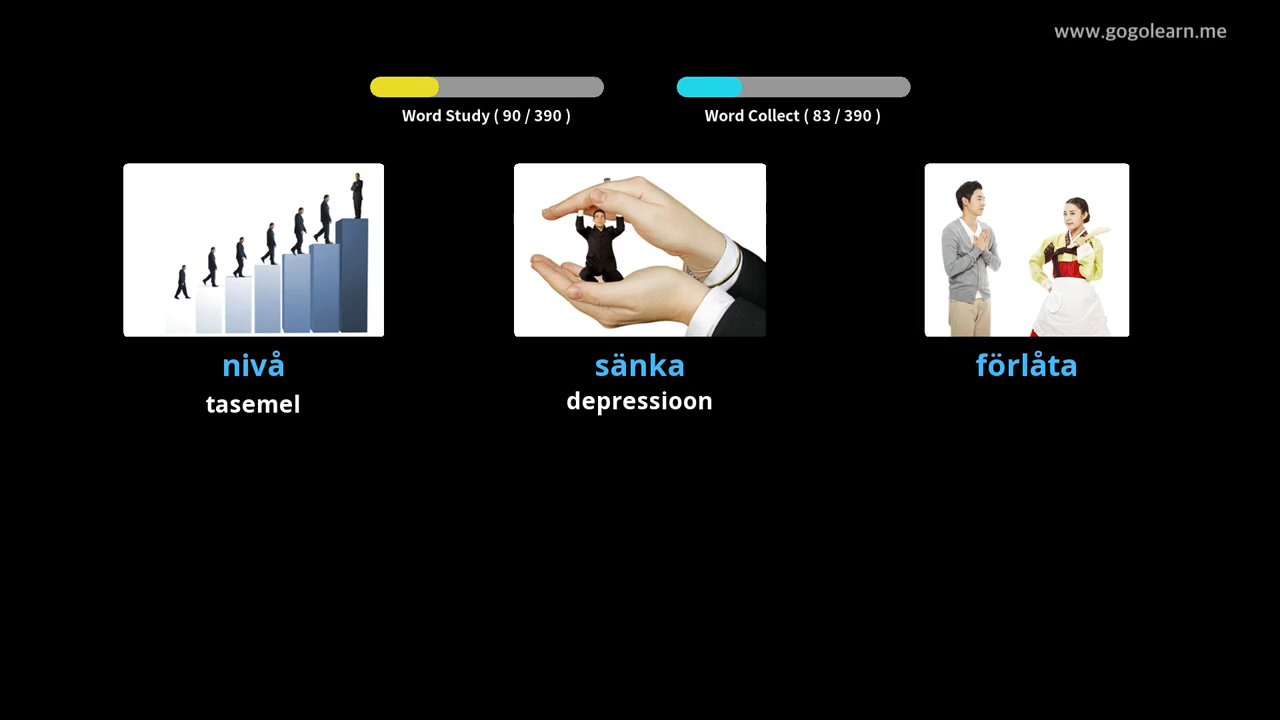 www.gogolearn.me
Word Study ( 90 / 390 )
Word Collect ( 83 / 390 )
nivå
sänka
förlåta
tasemel
depressioon